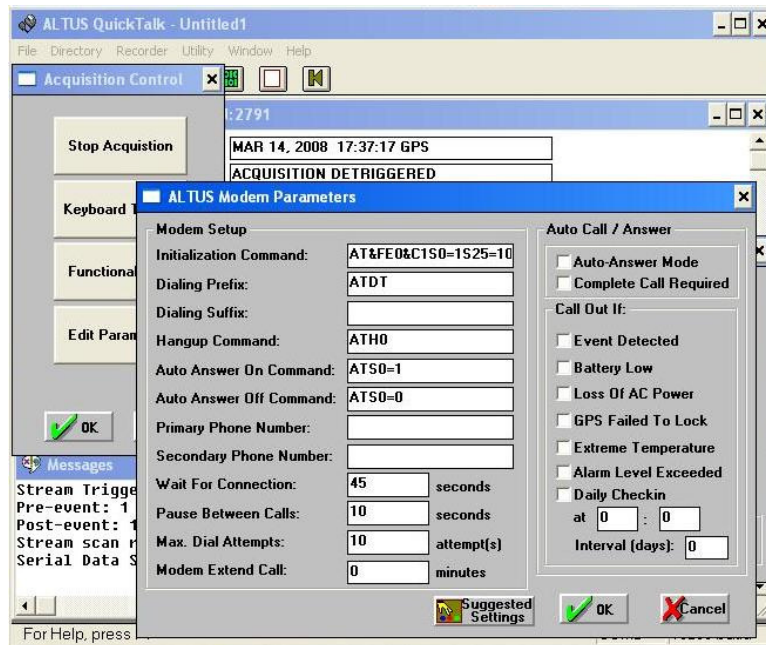 ALTUS QuickTalk - Untitled1
File Directory Recorder Utility Window Help
Acquisition Control
:2791
Stop Acquistion
MAR 14, 2008 17:37:17 GPS
ACQUISITION DETRIGGERED
Keyboard
Functional
Edit
OK
ALTUS Modem Parameters
Modem Setup
Initialization Command: AT&FE0&C1S0=1S25=10
Dialing Prefix: ATDT
Dialing Suffix:
Hangup Command: ATH0
Auto Answer On Command: ATS0=1
Auto Answer Off Command: ATS0=0
Primary Phone Number:
Secondary Phone Number:
Wait For Connection: 45 seconds
Pause Between Calls: 10 seconds
Max. Dial Attempts: 10 attempt(s)
Modem Extend Call: 0 minutes
Auto Call / Answer
Auto-Answer Mode
Complete Call Required
Call Out If:
Event Detected
Battery Low
Loss Of AC Power
GPS Failed To Lock
Extreme Temperature
Alarm Level Exceeded
Daily Checkin
at 0 : 0
Interval (days): 0
Suggested Settings
OK
Cancel
Messages
Stream
Pre-event: 1
Post-event:
Stream scan
Serial Data
For Help, press